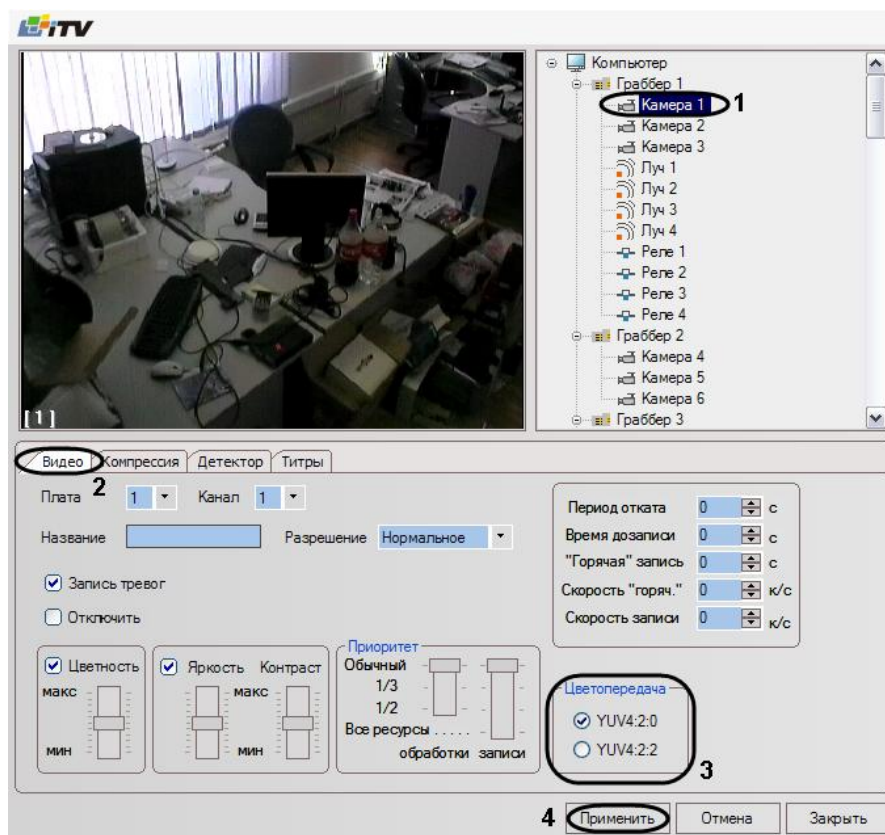 iTV
[1]
Компьютер
Граббер 1
Камера 1
1
Камера 2
Камера 3
Луч 1
Луч 2
Луч 3
Луч 4
Реле 1
Реле 2
Реле 3
Реле 4
Граббер 2
Камера 4
Камера 5
Камера 6
Граббер 3
Видео Компрессия Детектор Титры
2
Плата 1 Канал 1
Название Разрешение Нормальное
Запись тревог
Отключить
Период отката 0 с
Время дозаписи 0 с
"Горячая" запись 0 с
Скорость "горяч." 0 к/с
Скорость записи 0 к/с
Цветность
макс
мин
Яркость Контраст
макс
мин
Приоритет
Обычный
1/3
1/2
Все ресурсы .....
обработки записи
Цветопередача
YUV4:2:0
YUV4:2:2
3
4 Применить Отмена Закрыть